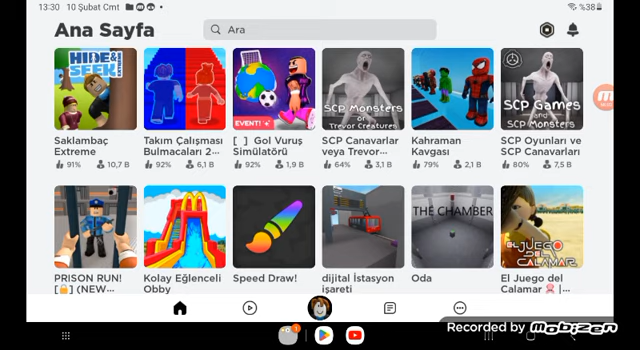 13:30 10 Şubat Cmt
%38
Ana Sayfa
Ara
HIDE & SEEK EXTREME
EVENT!
SCP Monsters
or Trevor Creatures
SCP Games
and
SCP Monsters
Saklambaç Extreme
91% 10,7 B
Takım Çalışması Bulmacaları 2...
92% 6,1 B
[ ] Gol Vuruş Simülatörü
92% 1,9 B
SCP Canavarlar veya Trevor...
64% 3,1 B
Kahraman Kavgası
79% 2,1 B
SCP Oyunları ve SCP Canavarları
80% 7,5 B
THE CHAMBER
EL JUEGO DEL CALAMAR
PRISON RUN! [🔒] (NEW...
Kolay Eğlenceli Obby
Speed Draw!
dijital İstasyon işareti
Oda
El Juego del Calamar 🦑 |...
1
Recorded by Mobizen